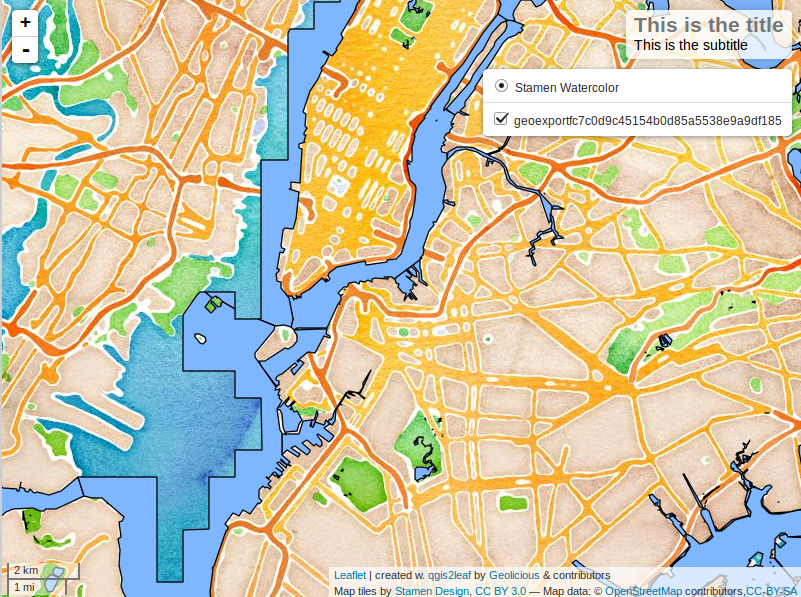 +
-
This is the title
This is the subtitle
Stamen Watercolor
geoexportfc7c0d9c45154b0d85a5538e9a9df185
2 km
1 mi
Leaflet | created w. qgis2leaf by Geolicious & contributors
Map tiles by Stamen Design, CC BY 3.0 — Map data: © OpenStreetMap contributors,CC-BY-SA